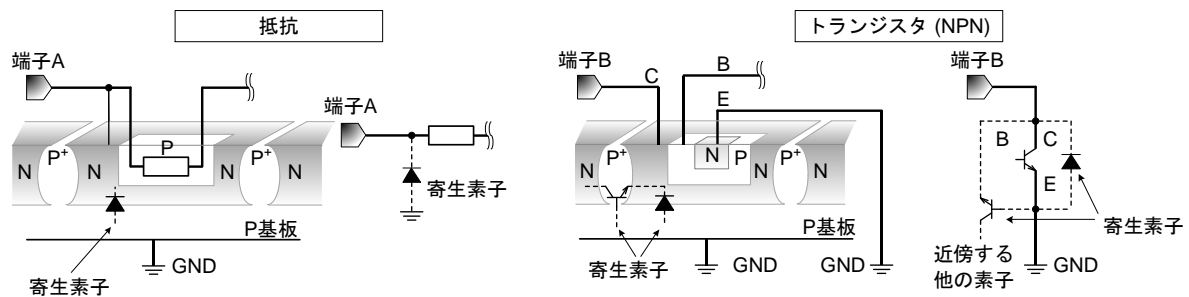 抵抗
端子A
N
P+
N
P
N
P+
N
P基板
寄生素子
GND
端子A
寄生素子
トランジスタ (NPN)
端子B
C
B
E
N
P+
N
N
P
N
P+
N
P基板
寄生素子
GND
GND
端子B
B
C
E
寄生素子
近傍する
他の素子
GND